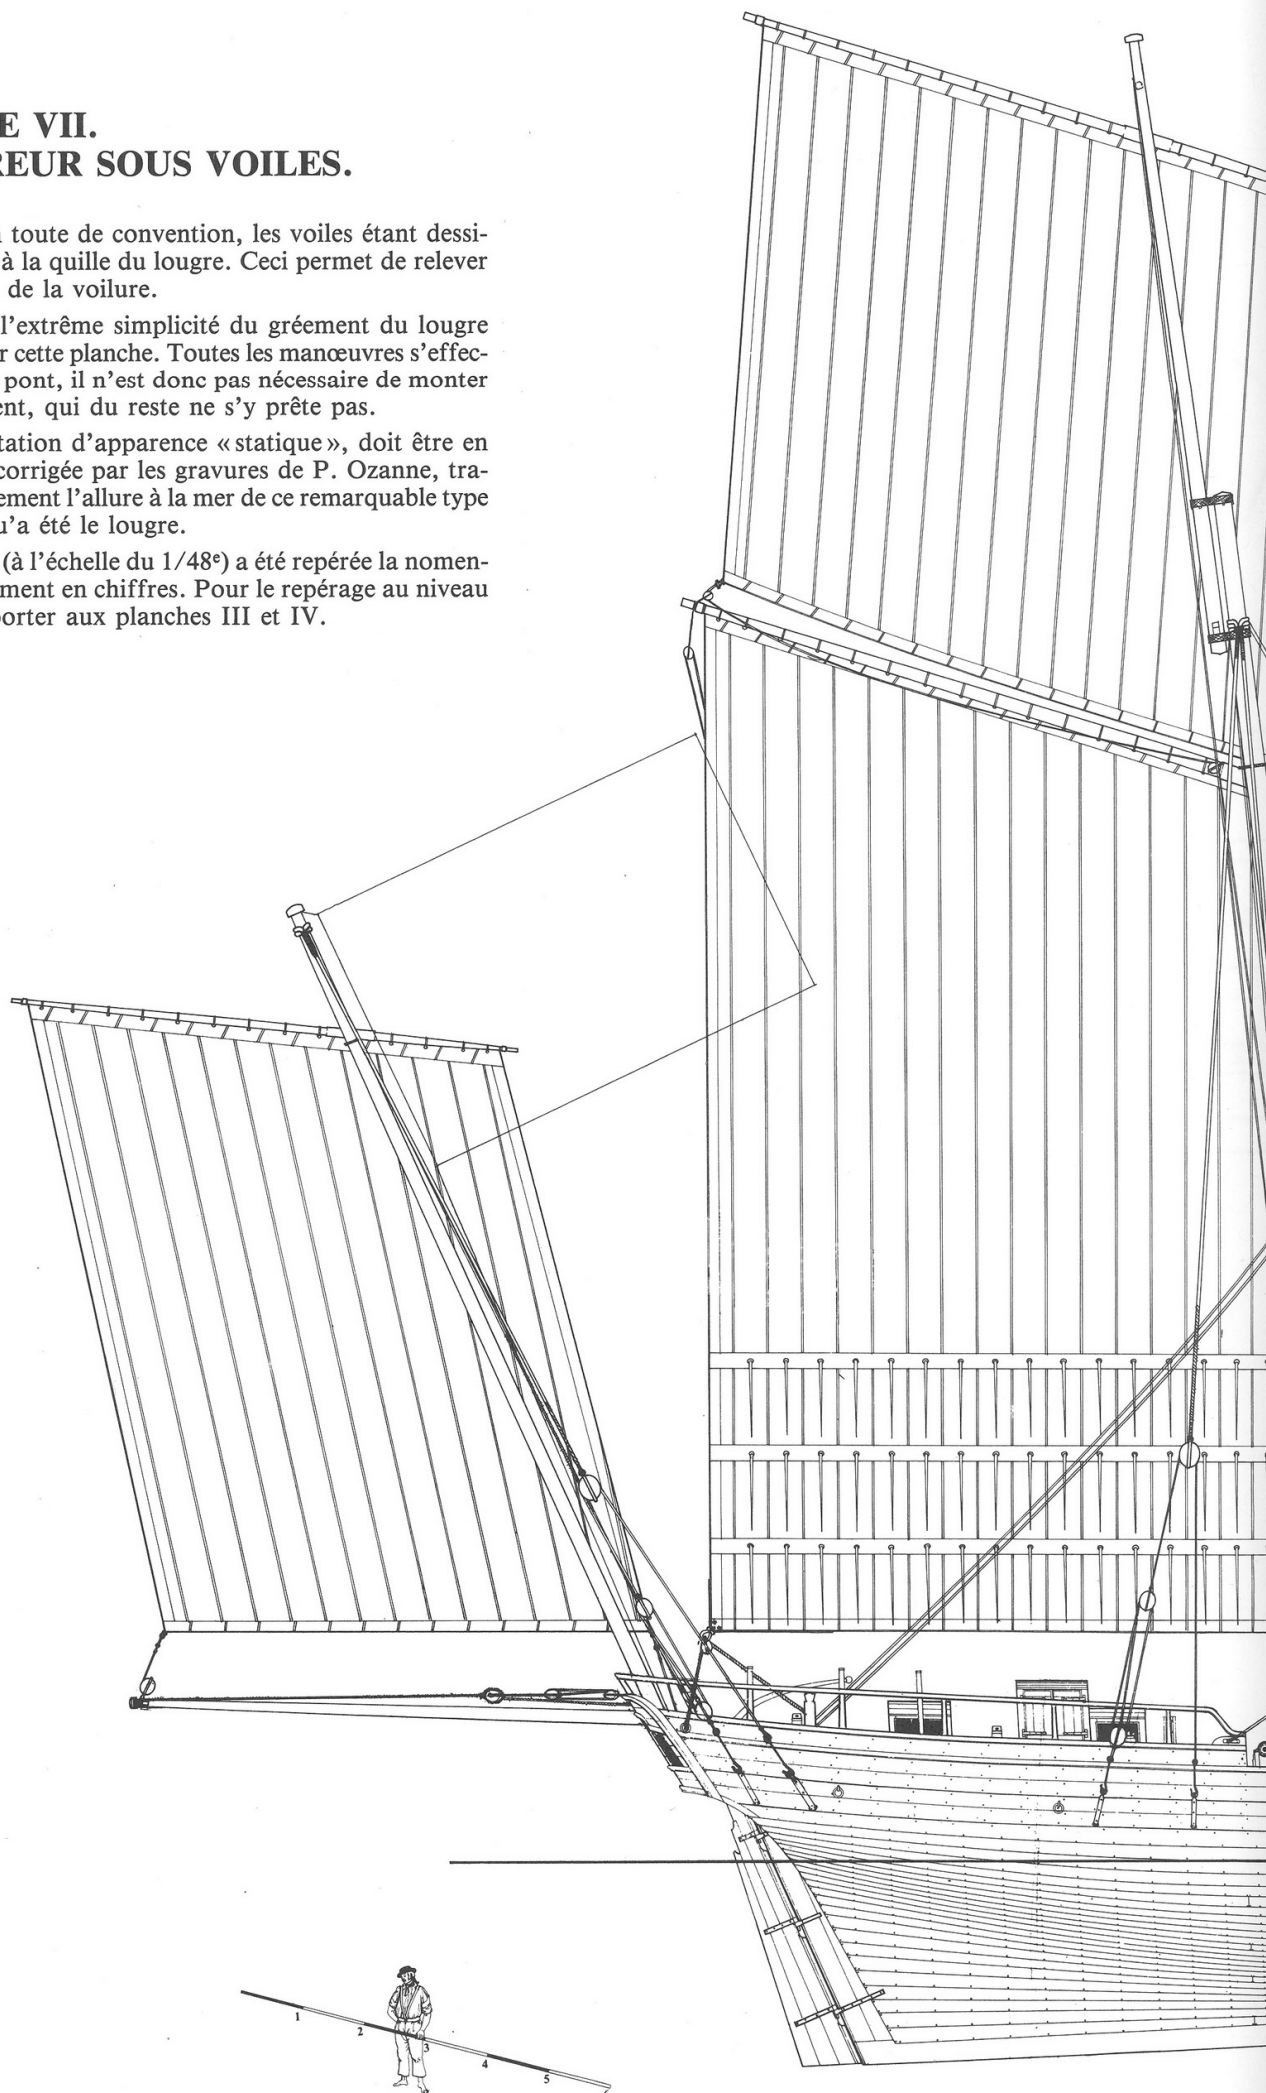 E VII.
REUR SOUS VOILES.
toute de convention, les voiles étant dessi-
à la quille du lougre. Ceci permet de relever
de la voilure.
l'extrême simplicité du gréement du lougre
r cette planche. Toutes les manœuvres s'effec-
pont, il n'est donc pas nécessaire de monter
ent, qui du reste ne s'y prête pas.
tation d'apparence « statique », doit être en
corrigée par les gravures de P. Ozanne, tra-
ement l'allure à la mer de ce remarquable type
u'a été le lougre.
(à l'échelle du 1/48e) a été repérée la nomen-
ment en chiffres. Pour le repérage au niveau
orter aux planches III et IV.
1
2
3
4
5